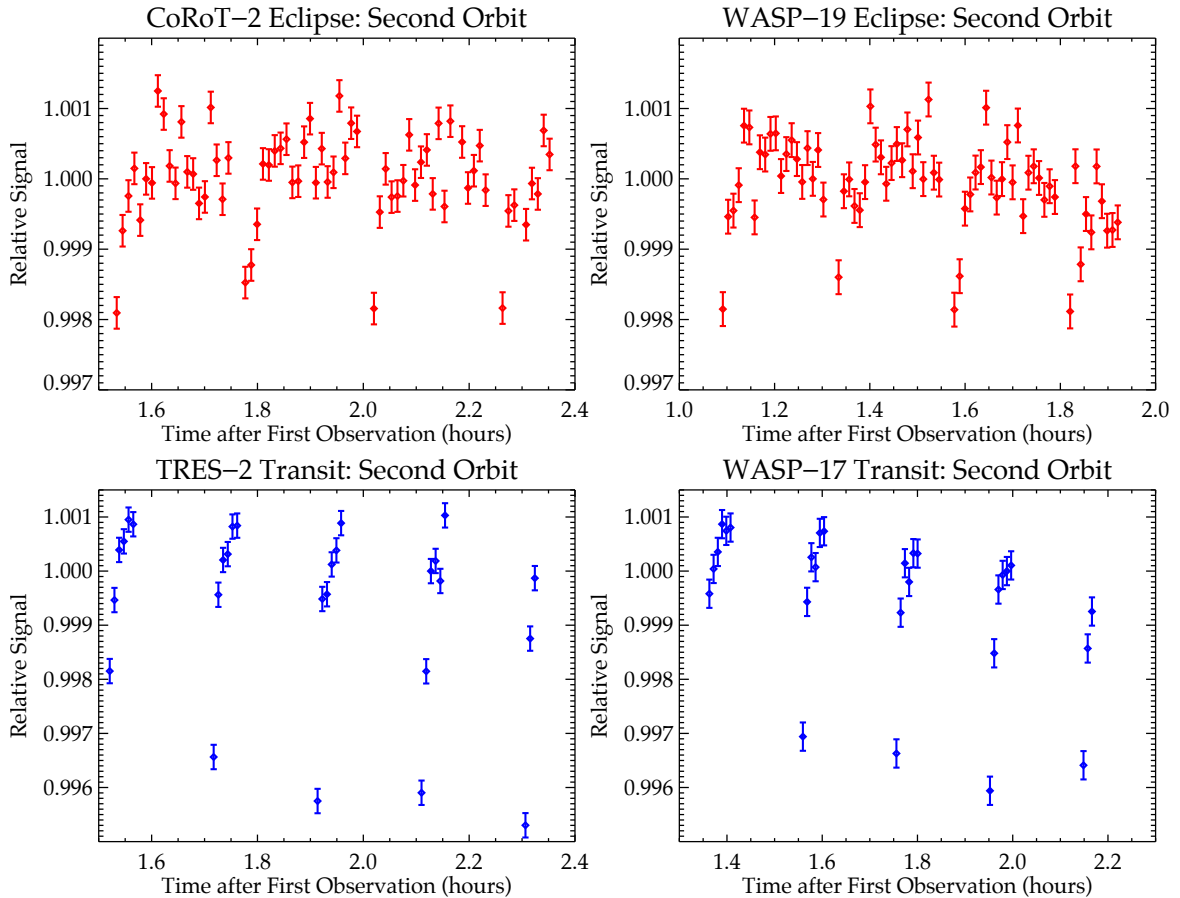 CoRoT−2 Eclipse: Second Orbit
WASP−19 Eclipse: Second Orbit
1.001
1.000
0.999
0.998
0.997
Relative Signal
1.6 1.8 2.0 2.2 2.4
Time after First Observation (hours)
1.001
1.000
0.999
0.998
0.997
Relative Signal
1.0 1.2 1.4 1.6 1.8 2.0
Time after First Observation (hours)
TRES−2 Transit: Second Orbit
WASP−17 Transit: Second Orbit
1.001
1.000
0.999
0.998
0.997
0.996
Relative Signal
1.6 1.8 2.0 2.2 2.4
Time after First Observation (hours)
1.001
1.000
0.999
0.998
0.997
0.996
Relative Signal
1.4 1.6 1.8 2.0 2.2
Time after First Observation (hours)